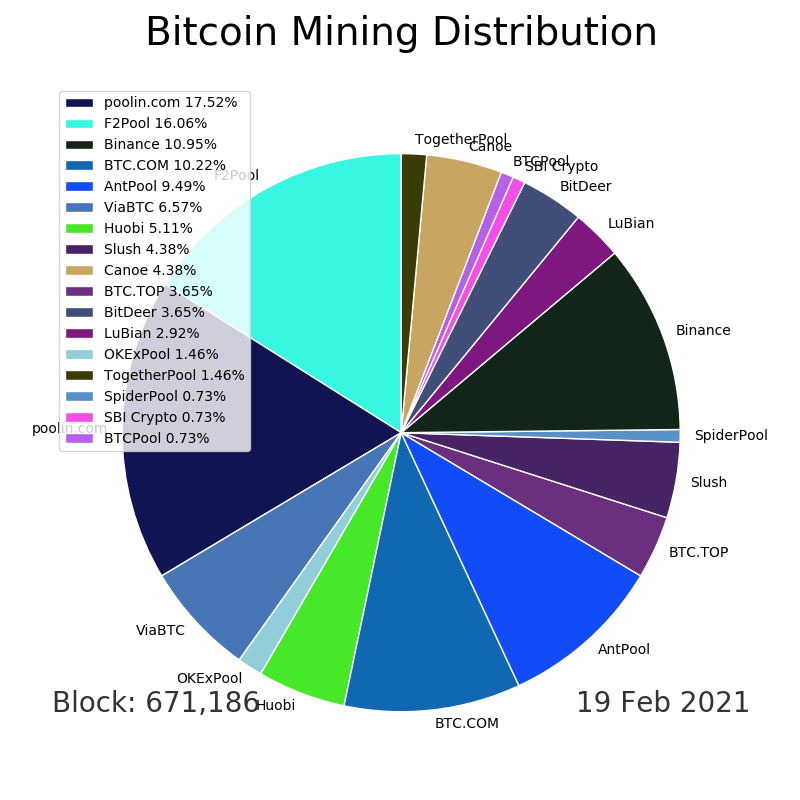 Bitcoin Mining Distribution
poolin.com 17.52%
F2Pool 16.06%
Binance 10.95%
BTC.COM 10.22%
AntPool 9.49%
ViaBTC 6.57%
Huobi 5.11%
Slush 4.38%
Canoe 4.38%
BTC.TOP 3.65%
BitDeer 3.65%
LuBian 2.92%
OKExPool 1.46%
TogetherPool 1.46%
SpiderPool 0.73%
SBI Crypto 0.73%
BTCPool 0.73%
TogetherPool
Canoe
BTCPool
SBI Crypto
BitDeer
LuBian
Binance
SpiderPool
Slush
BTC.TOP
AntPool
BTC.COM
Huobi
OKExPool
ViaBTC
poolin.com
F2Pool
Block: 671,186
19 Feb 2021